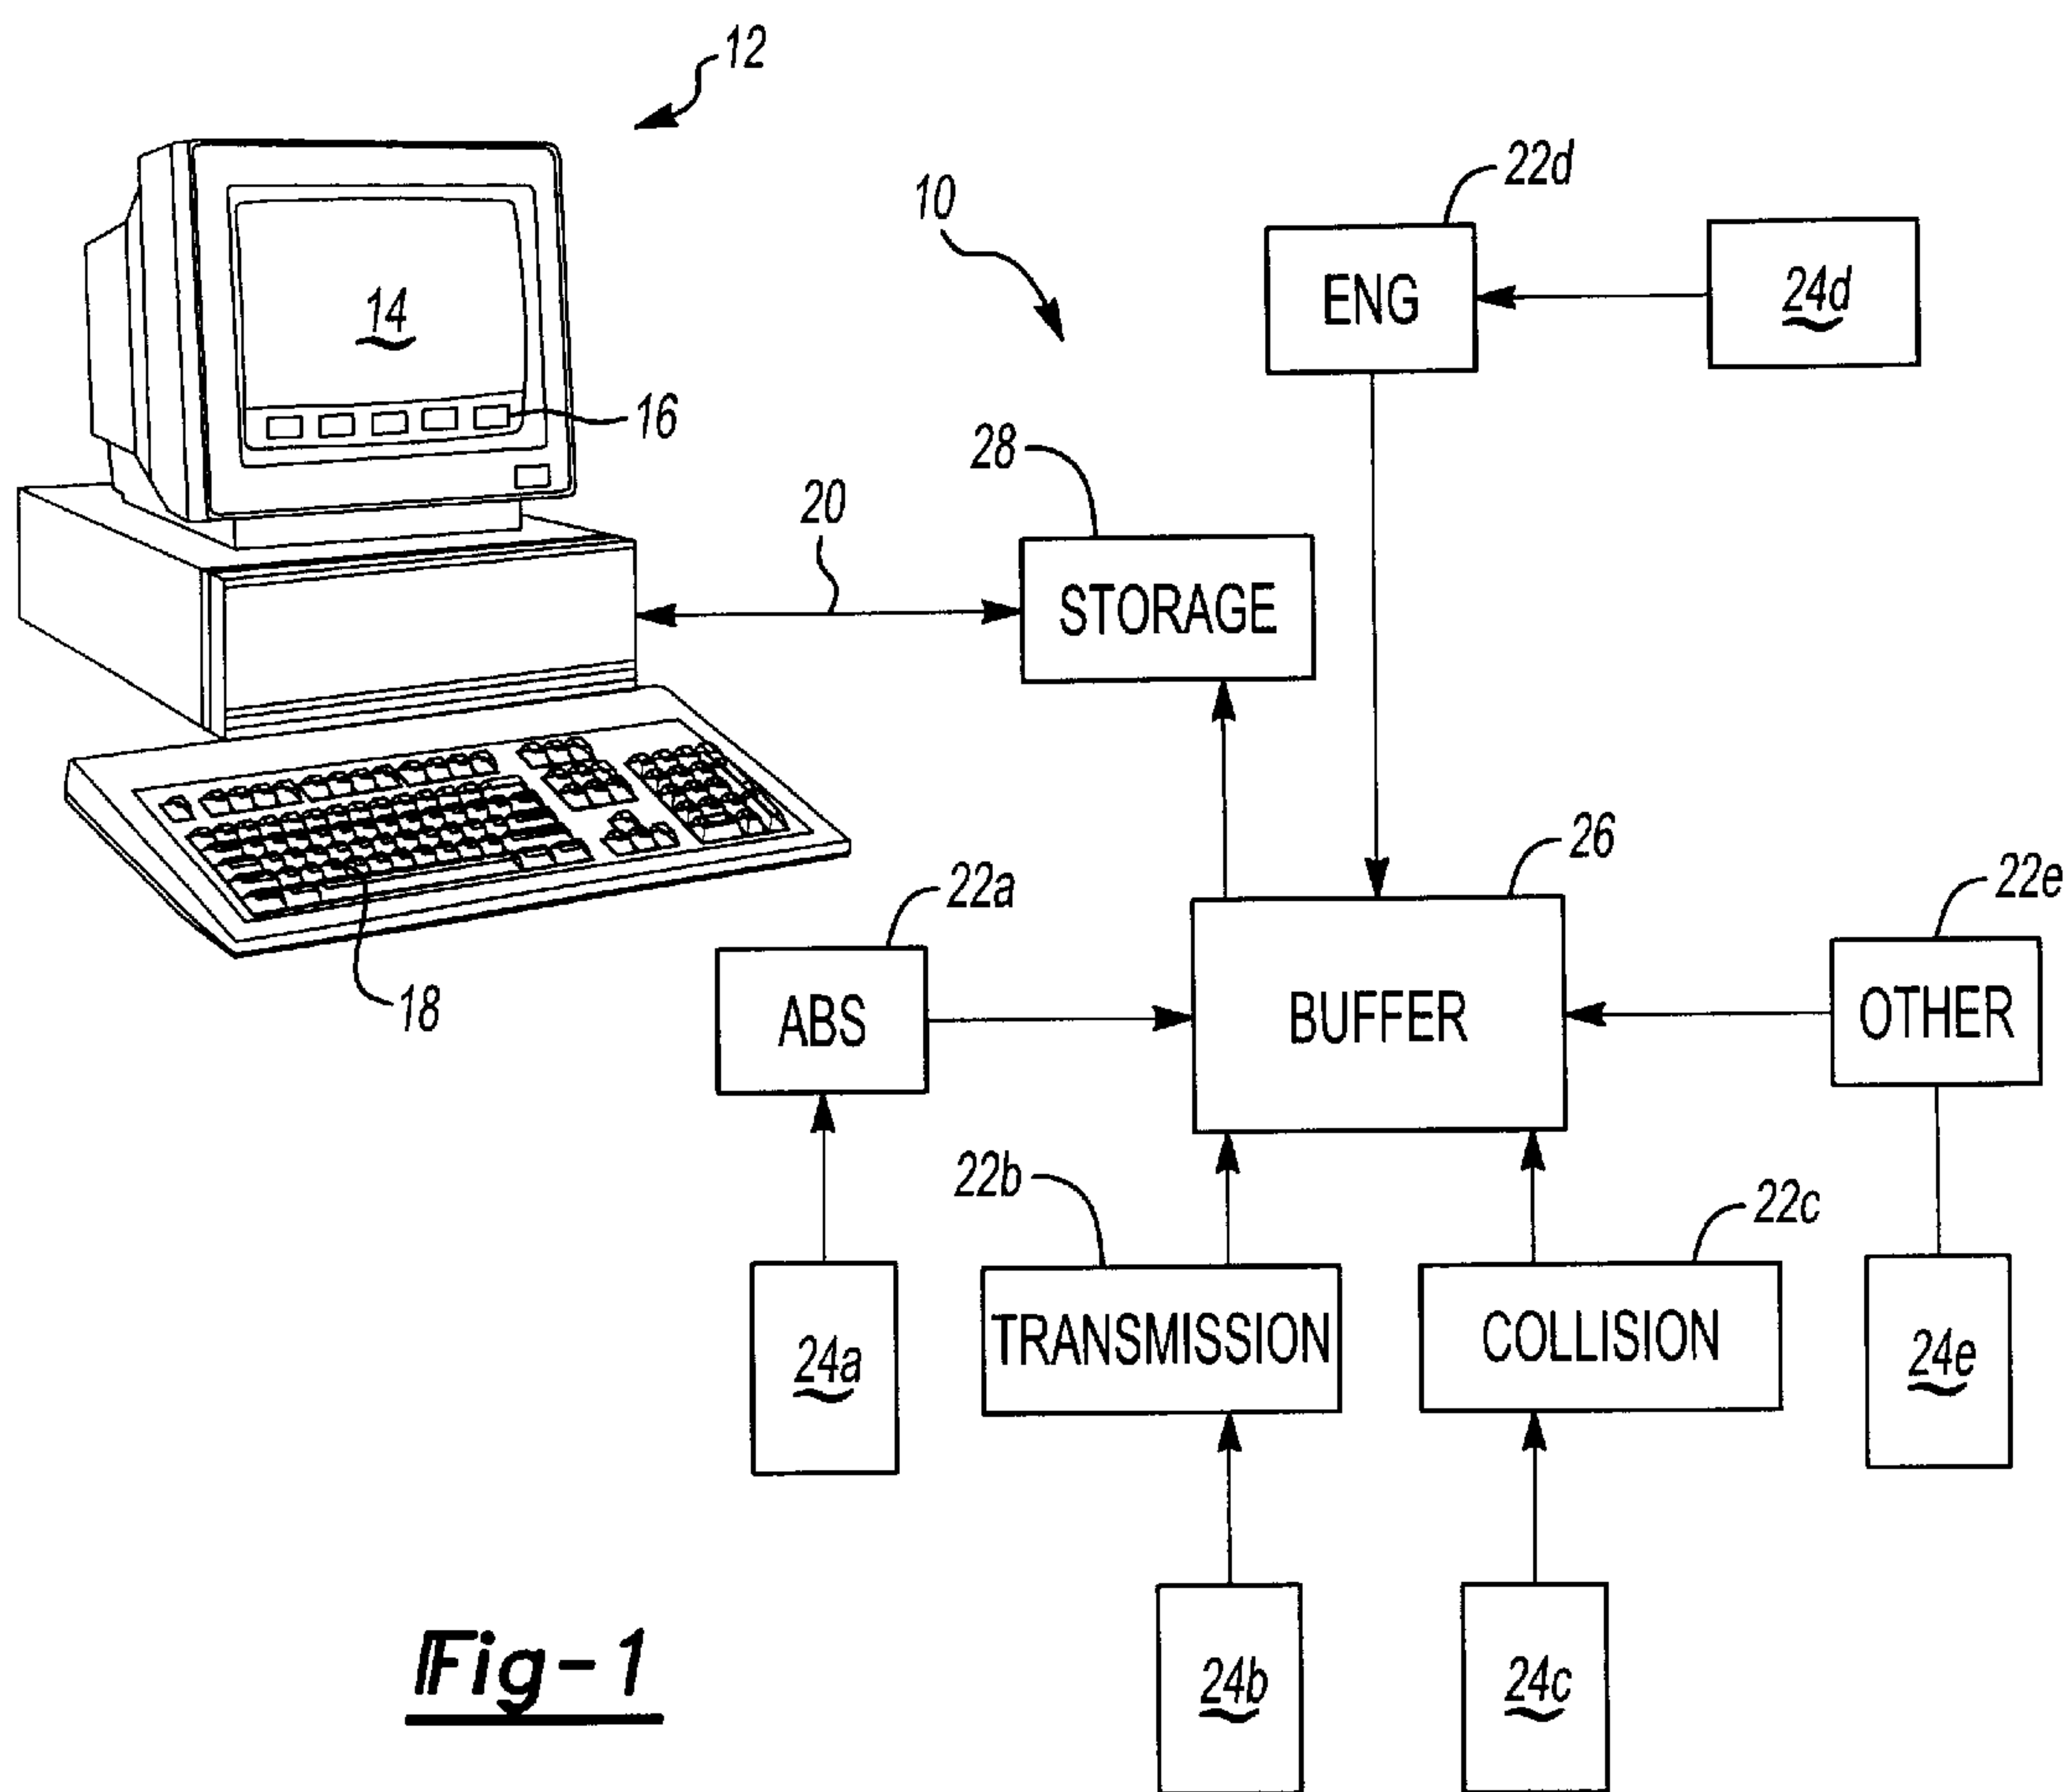 12
22d
10
ENG
24d
14
16
28
20
STORAGE
26
22a
22e
18
ABS
BUFFER
OTHER
22b
22c
24a
TRANSMISSION
COLLISION
24e
24b
24c
Fig-1